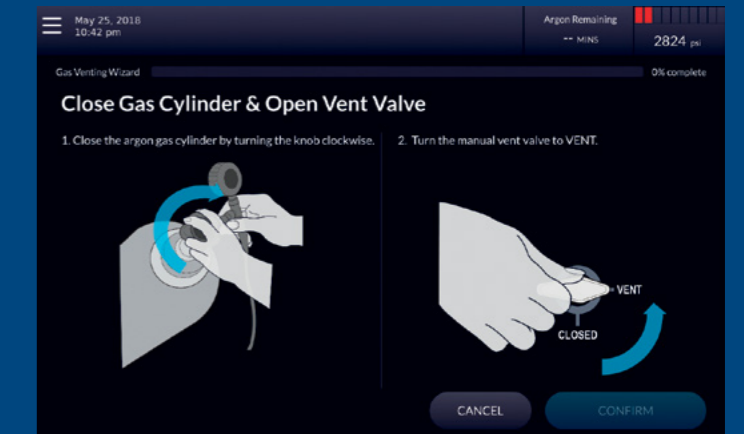 May 25, 2018
10:42 pm
Argon Remaining
-- MINS
2824 psi
Gas Venting Wizard
0% complete
Close Gas Cylinder & Open Vent Valve
1. Close the argon gas cylinder by turning the knob clockwise.
2. Turn the manual vent valve to VENT.
VENT
CLOSED
CANCEL
CONFIRM